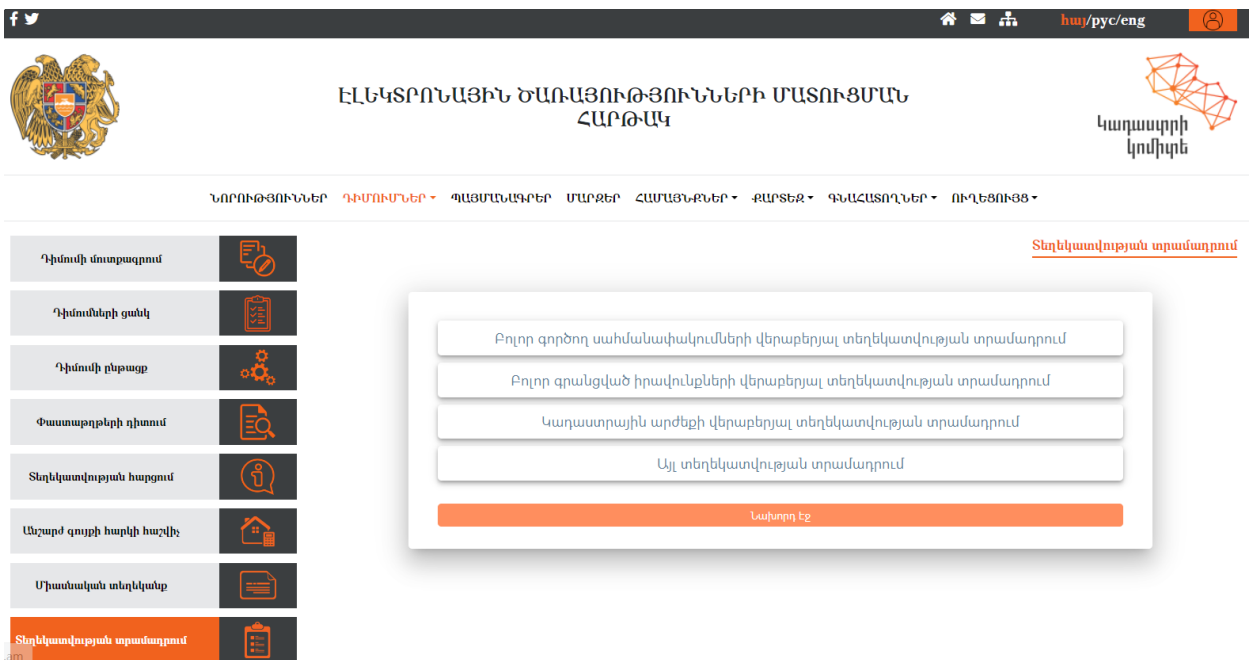 հայ/рус/eng
ԷԼԵԿՏՐՈՆԱՅԻՆ ԾԱՌԱՅՈՒԹՅՈՒՆՆԵՐԻ ՄԱՏՈՒՑՄԱՆ
ՀԱՐԹԱԿ
Կադաստրի
կոմիտե
ՆՈՐՈՒԹՅՈՒՆՆԵՐ ԴԻՄՈՒՄՆԵՐ ՊԱՅՄԱՆԱԳՐԵՐ ՄԱՐԶԵՐ ՀԱՄԱՅՆՔՆԵՐ ՔԱՐՏԵԶ ԳՆԱՀԱՏՈՂՆԵՐ ՈՒՂԵՑՈՒՅՑ
Դիմումի մուտքագրում
Դիմումների ցանկ
Դիմումի ընթացք
Փաստաթղթերի դիտում
Տեղեկատվության հարցում
Անշարժ գույքի հարկի հաշվիչ
Միասնական տեղեկանք
Տեղեկատվության տրամադրում
am
Տեղեկատվության տրամադրում
Բոլոր գործող սահմանափակումների վերաբերյալ տեղեկատվության տրամադրում
Բոլոր գրանցված իրավունքների վերաբերյալ տեղեկատվության տրամադրում
Կադաստրային արժեքի վերաբերյալ տեղեկատվության տրամադրում
Այլ տեղեկատվության տրամադրում
Նախորդ էջ